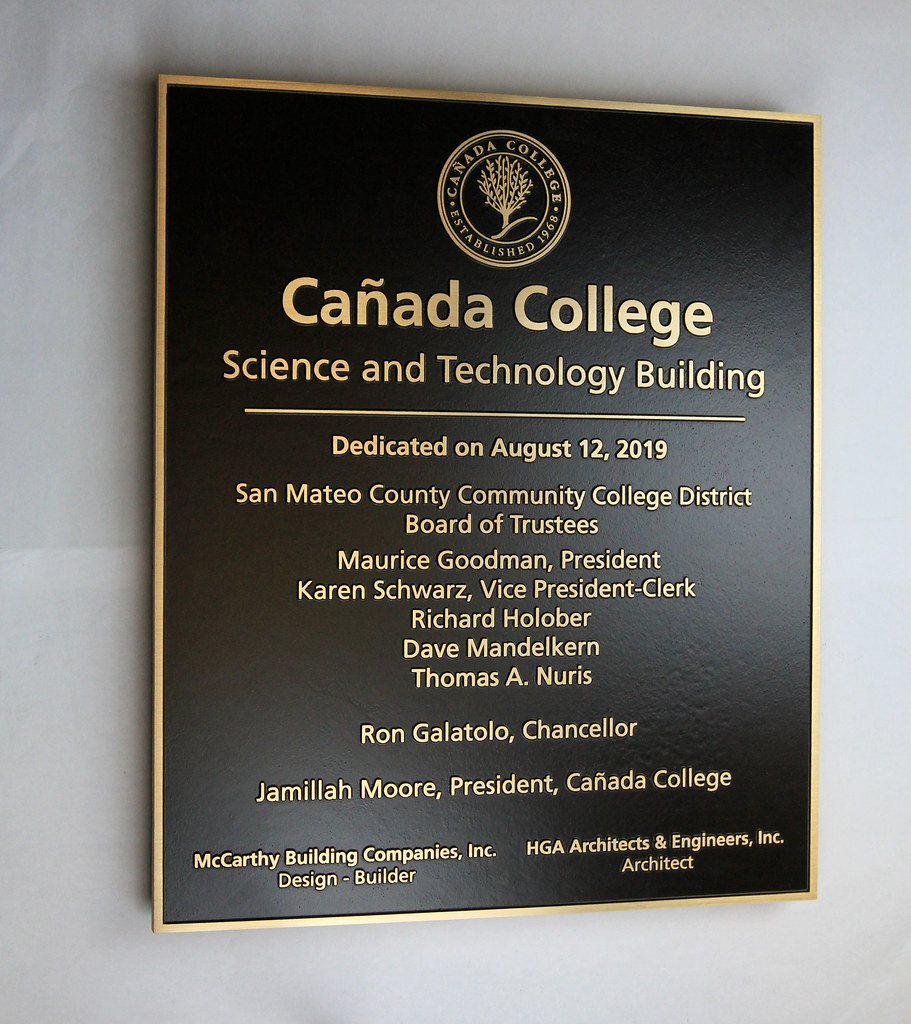 CAÑADA COLLEGE
ESTABLISHED 1968
Cañada College
Science and Technology Building
Dedicated on August 12, 2019
San Mateo County Community College District
Board of Trustees
Maurice Goodman, President
Karen Schwarz, Vice President-Clerk
Richard Holober
Dave Mandelkern
Thomas A. Nuris
Ron Galatolo, Chancellor
Jamillah Moore, President, Cañada College
McCarthy Building Companies, Inc.
Design - Builder
HGA Architects & Engineers, Inc.
Architect